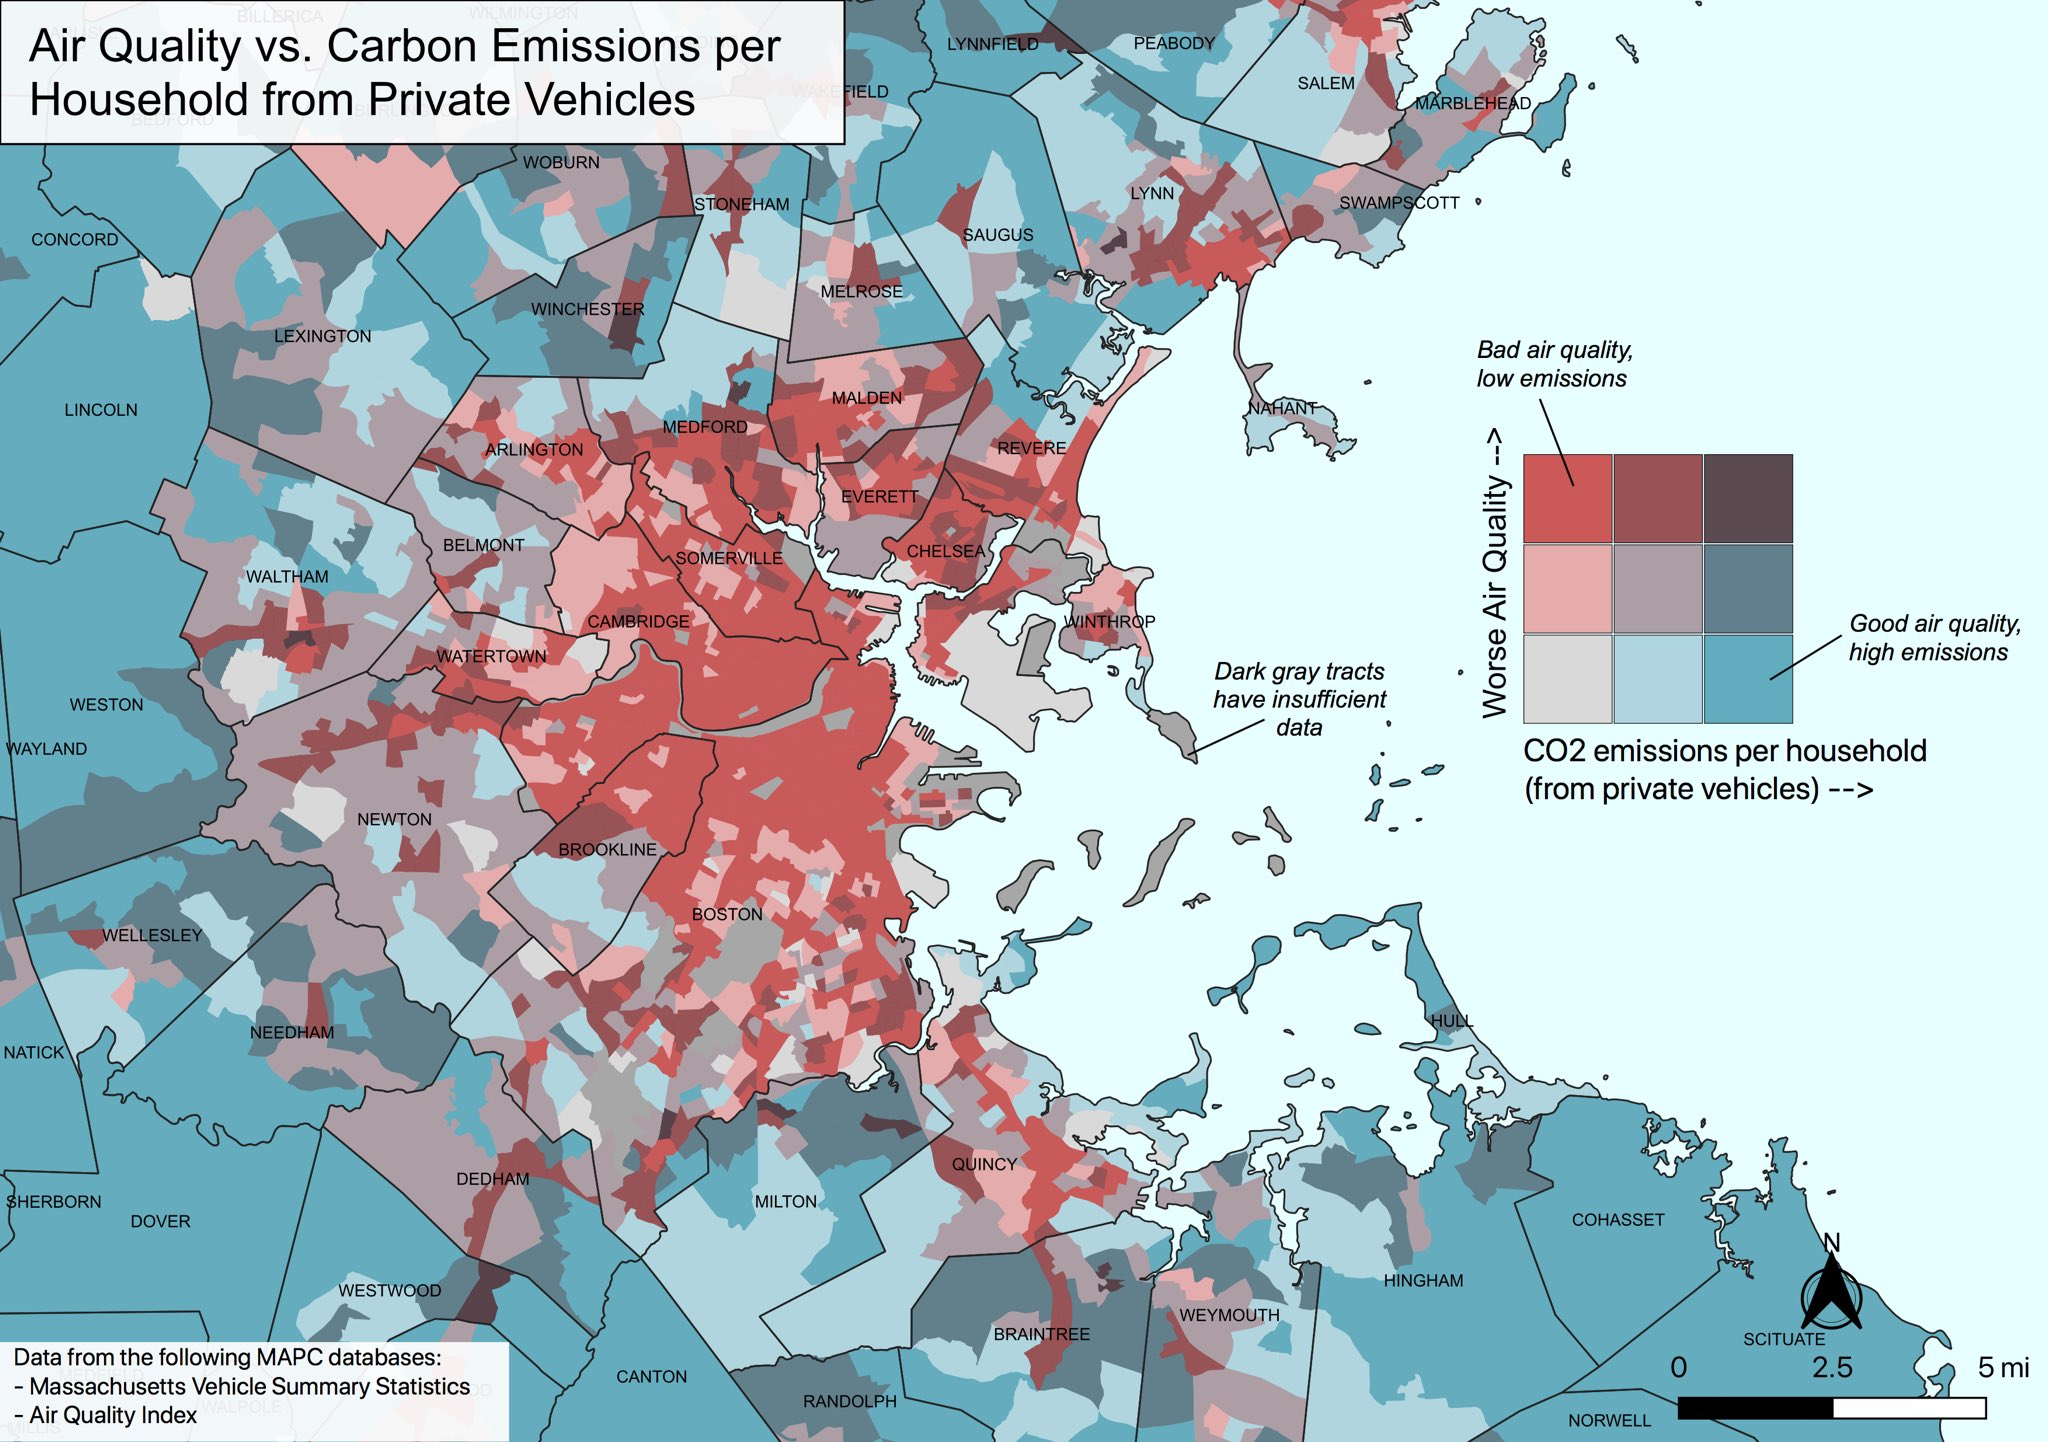 Air Quality vs. Carbon Emissions per
Household from Private Vehicles
BILLERICA
WILMINGTON
LYNNFIELD
PEABODY
SALEM
MARBLEHEAD
WAKEFIELD
BEDFORD
WOBURN
STONEHAM
LYNN
SWAMPSCOTT
CONCORD
SAUGUS
MELROSE
WINCHESTER
LEXINGTON
Bad air quality,
low emissions
LINCOLN
MALDEN
NAHANT
MEDFORD
ARLINGTON
REVERE
EVERETT
BELMONT
CHELSEA
SOMERVILLE
WALTHAM
CAMBRIDGE
WINTHROP
WATERTOWN
Worse Air Quality -->
Good air quality,
high emissions
Dark gray tracts
have insufficient
data
WESTON
WAYLAND
CO2 emissions per household
(from private vehicles) -->
NEWTON
BROOKLINE
BOSTON
WELLESLEY
NEEDHAM
HULL
NATICK
QUINCY
DEDHAM
SHERBORN
MILTON
DOVER
COHASSET
N
HINGHAM
WESTWOOD
WEYMOUTH
BRAINTREE
SCITUATE
Data from the following MAPC databases:
- Massachusetts Vehicle Summary Statistics
- Air Quality Index
MEDFIELD
WALPOLE
MILLIS
CANTON
RANDOLPH
0 2.5 5 mi
NORWELL